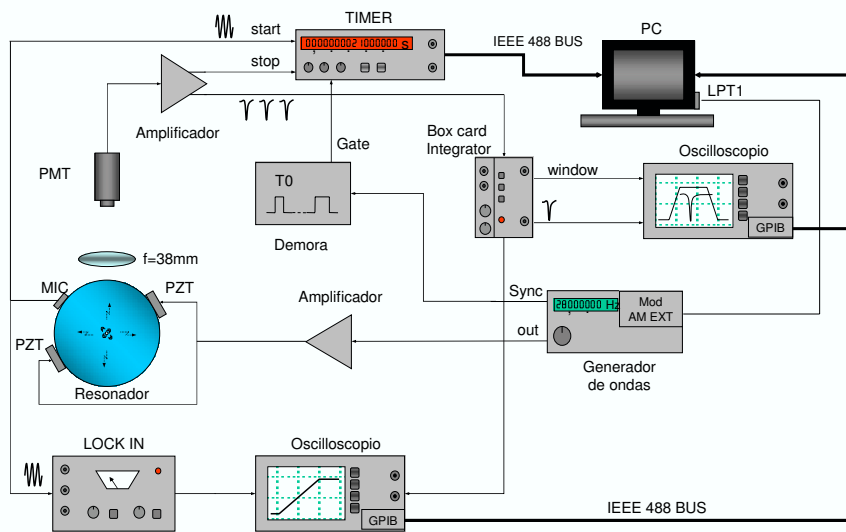 TIMER
PC
start
000000021000000 S
IEEE 488 BUS
stop
LPT1
Amplificador
Gate
Box card
Integrator
Oscilloscopio
PMT
T0
window
GPIB
Demora
f=38mm
MIC
PZT
Amplificador
Sync
28000000 Hz
Mod
AM EXT
out
PZT
Generador
de ondas
Resonador
LOCK IN
Oscilloscopio
IEEE 488 BUS
GPIB